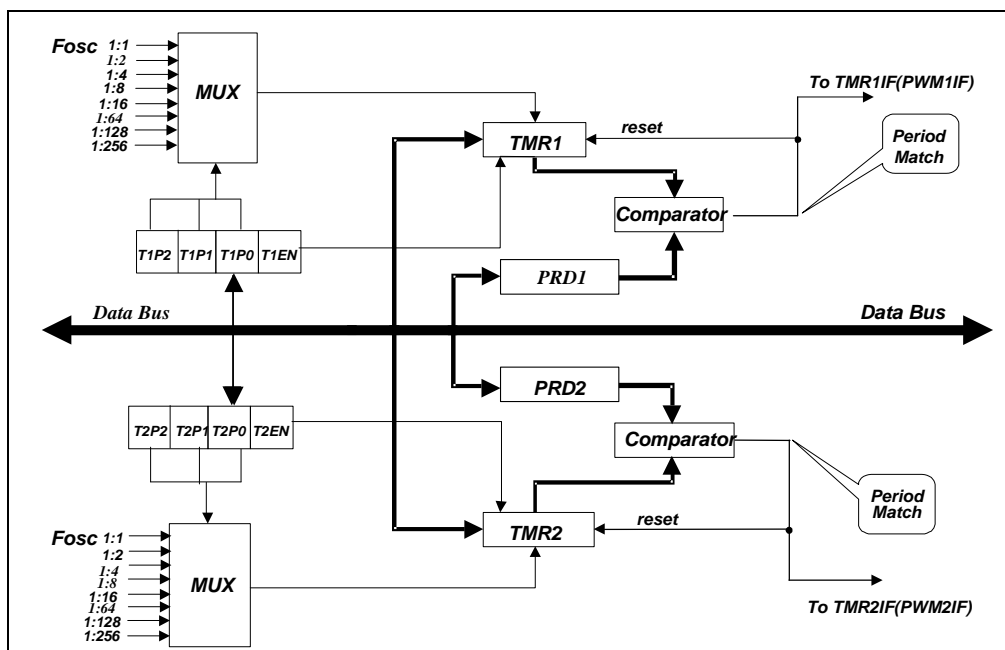 Fosc 1:1
1:2
1:4
1:8
1:16
1:64
1:128
1:256
MUX
To TMR1IF(PWM1IF)
TMR1
reset
Period
Match
Comparator
T1P2 T1P1 T1P0 T1EN
PRD1
Data Bus
Data Bus
PRD2
T2P2 T2P1 T2P0 T2EN
Comparator
Period
Match
TMR2
reset
Fosc 1:1
1:2
1:4
1:8
1:16
1:64
1:128
1:256
MUX
To TMR2IF(PWM2IF)